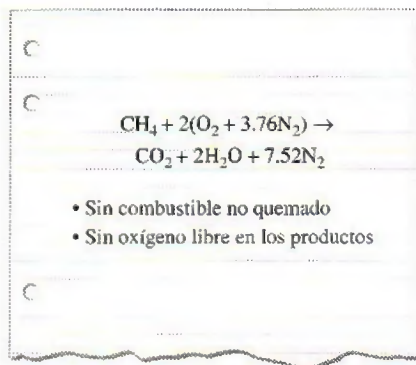 CH₄ + 2(O₂ + 3.76N₂) →
CO₂ + 2H₂O + 7.52N₂
• Sin combustible no quemado
• Sin oxígeno libre en los productos